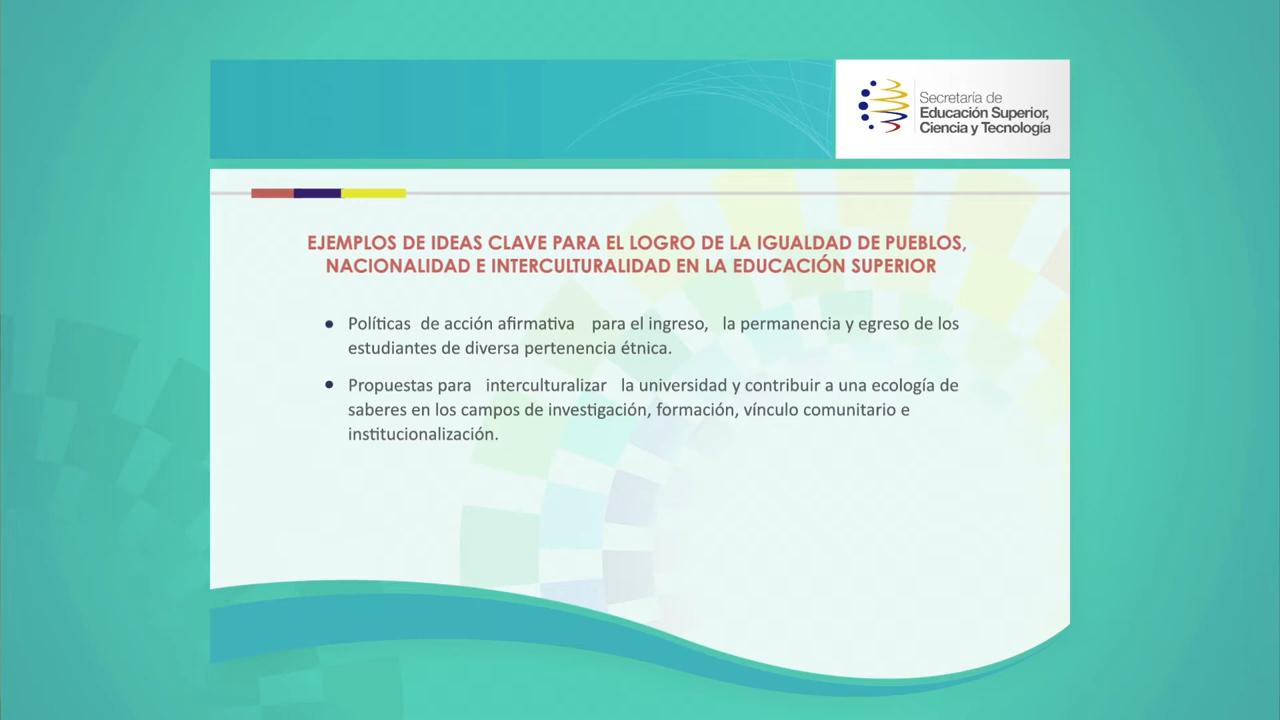 Secretaría de
Educación Superior,
Ciencia y Tecnología
EJEMPLOS DE IDEAS CLAVE PARA EL LOGRO DE LA IGUALDAD DE PUEBLOS,
NACIONALIDAD E INTERCULTURALIDAD EN LA EDUCACIÓN SUPERIOR
• Políticas de acción afirmativa para el ingreso, la permanencia y egreso de los
estudiantes de diversa pertenencia étnica.
• Propuestas para interculturalizar la universidad y contribuir a una ecología de
saberes en los campos de investigación, formación, vínculo comunitario e
institucionalización.